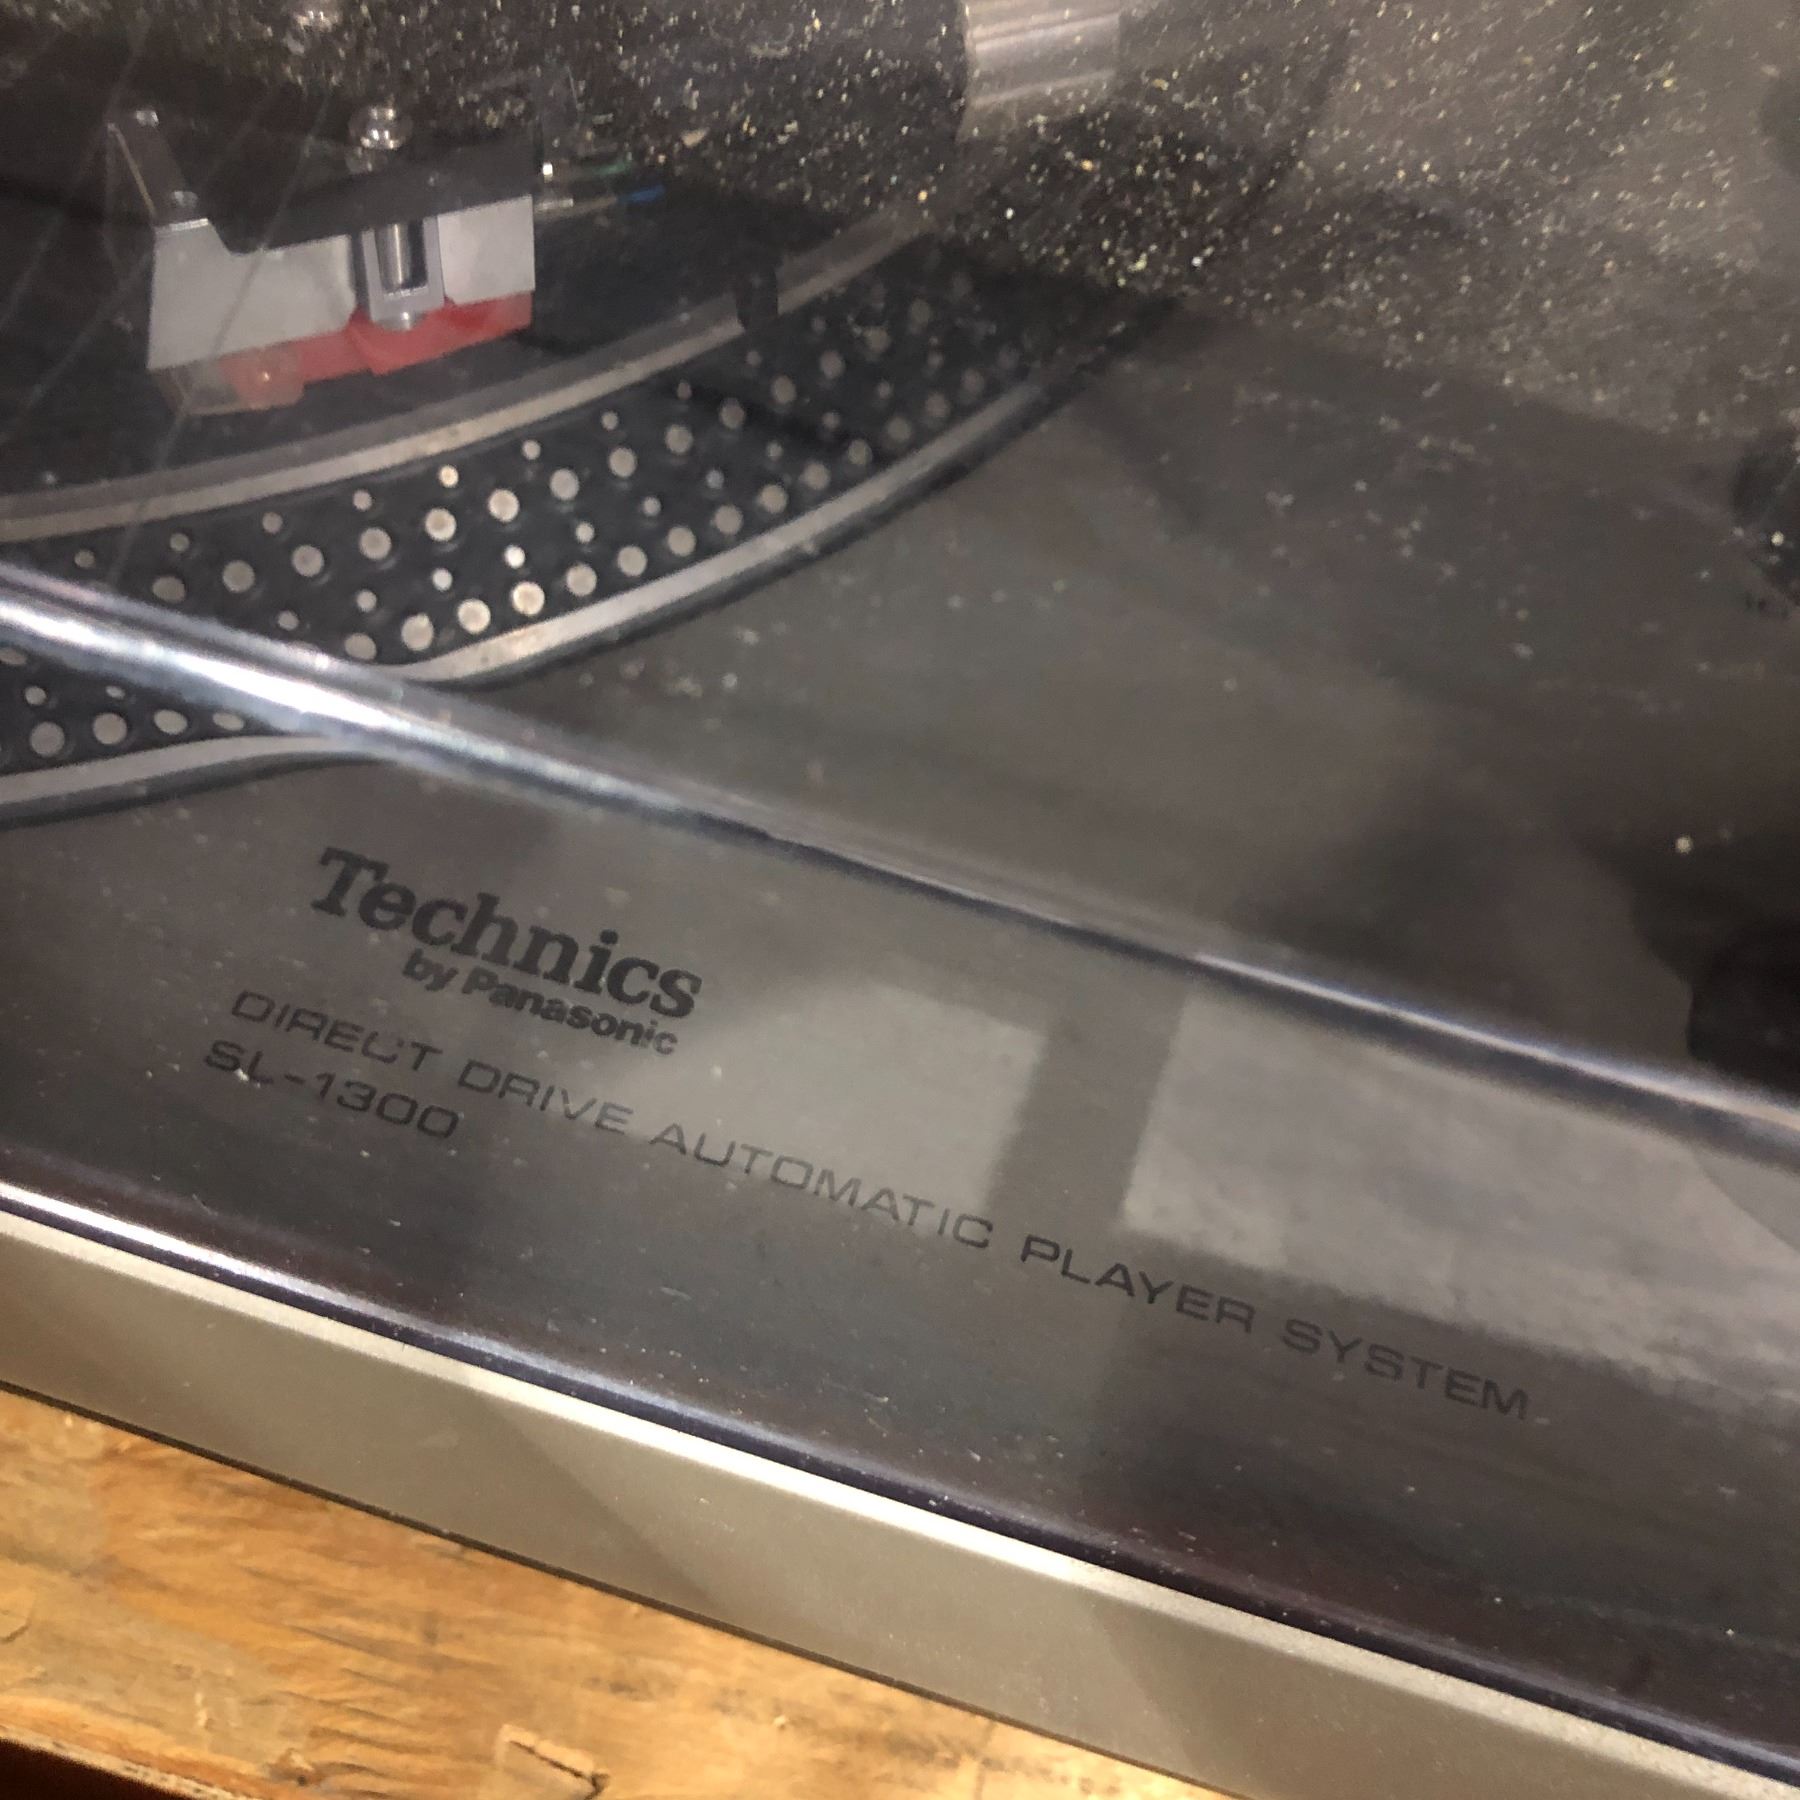 Technics
by Panasonic
DIRECT DRIVE AUTOMATIC PLAYER SYSTEM
SL-1300